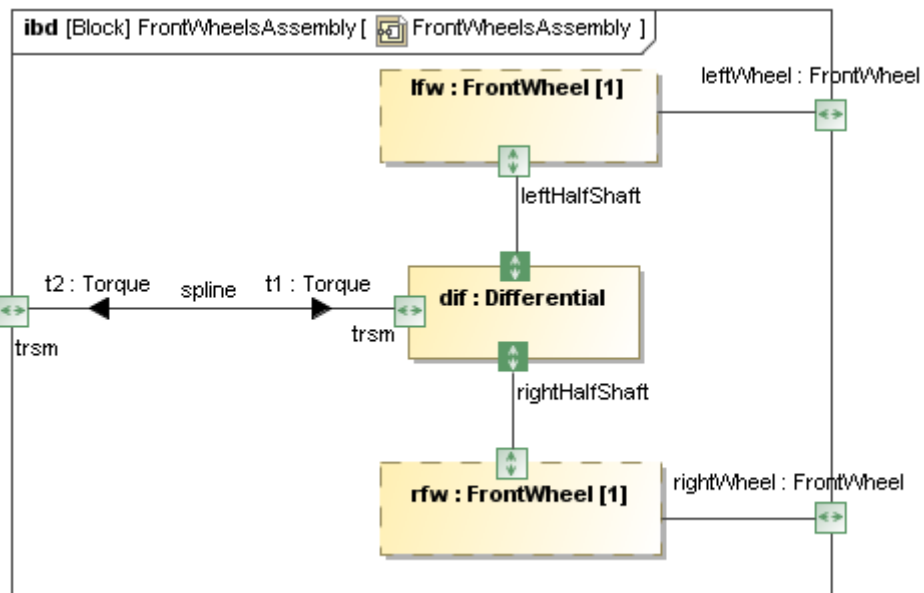 ibd [Block] FrontWheelsAssembly [ FrontWheelsAssembly ]
lfw : FrontWheel [1]
leftWheel : FrontWheel
leftHalfShaft
t2 : Torque
spline
t1 : Torque
dif : Differential
trsm
trsm
rightHalfShaft
rfw : FrontWheel [1]
rightWheel : FrontWheel